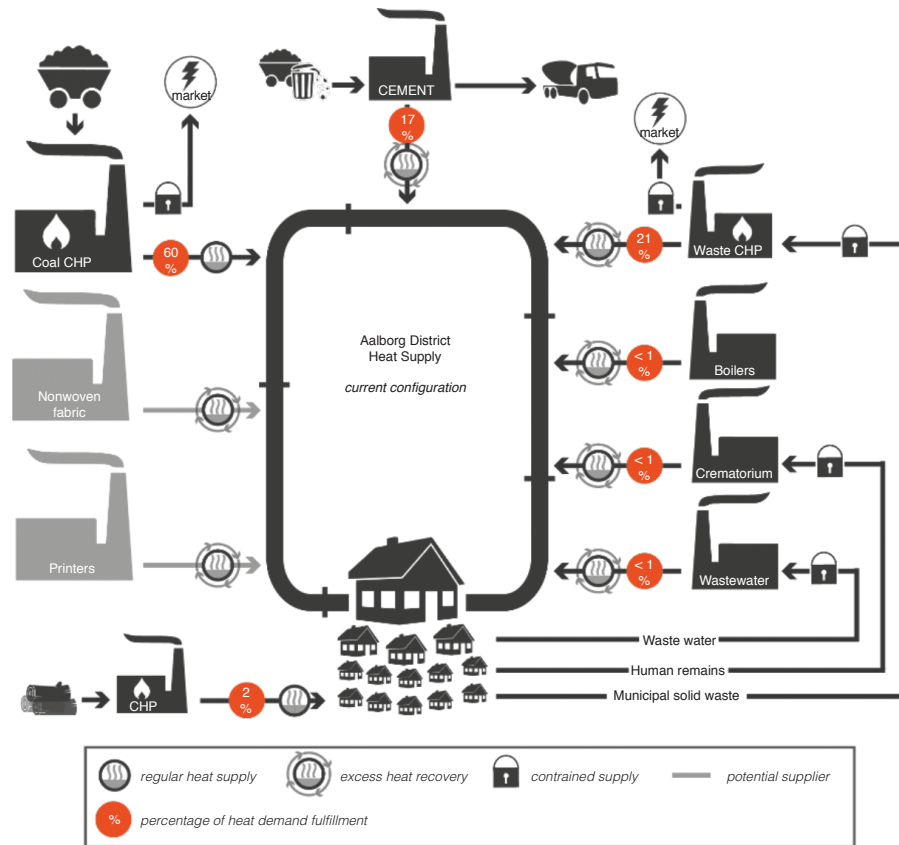 market
CEMENT
17
%
market
Coal CHP
60
%
21
%
Waste CHP
Aalborg District
Heat Supply
current configuration
< 1
%
Boilers
Nonwoven
fabric
< 1
%
Crematorium
Printers
< 1
%
Wastewater
Waste water
Human remains
Municipal solid waste
CHP
2
%
regular heat supply
excess heat recovery
contrained supply
potential supplier
%
percentage of heat demand fulfillment